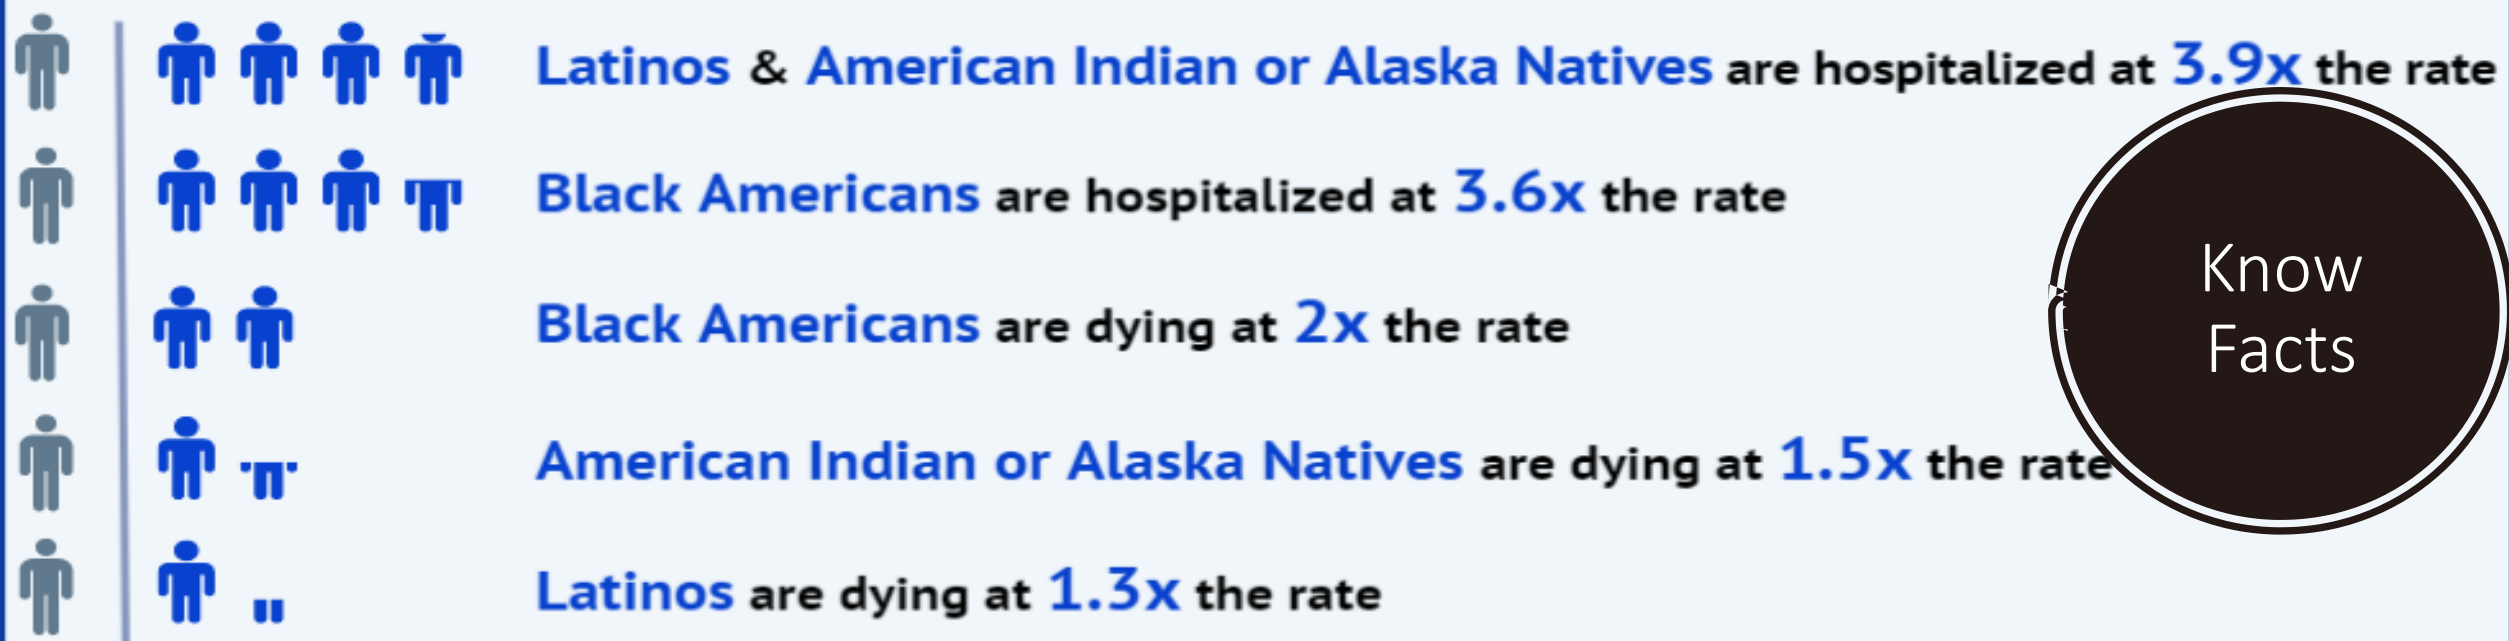 Latinos & American Indian or Alaska Natives are hospitalized at 3.9x the rate
Black Americans are hospitalized at 3.6x the rate
Black Americans are dying at 2x the rate
American Indian or Alaska Natives are dying at 1.5x the rate
Latinos are dying at 1.3x the rate
Know
Facts